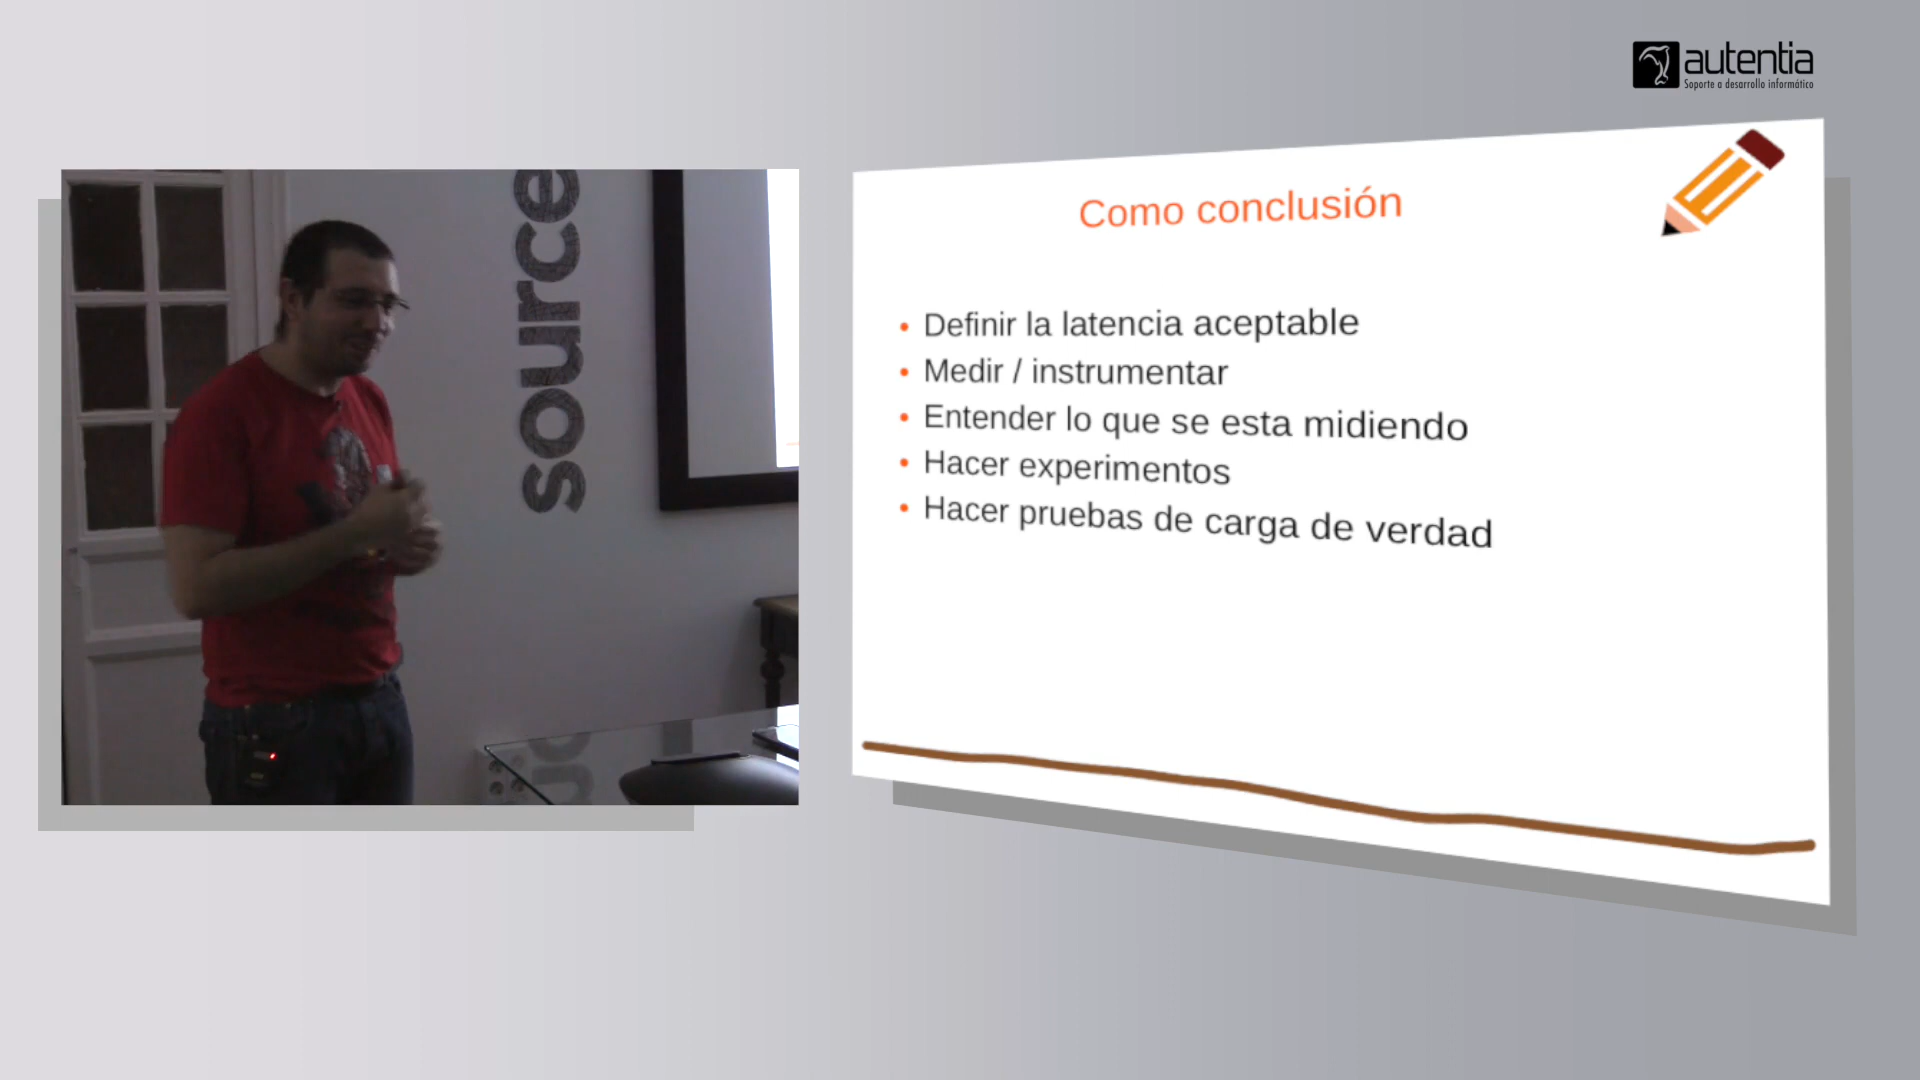 autentia
Soporte a desarrollo informático
source
Como conclusión
• Definir la latencia aceptable
• Medir / instrumentar
• Entender lo que se esta midiendo
• Hacer experimentos
• Hacer pruebas de carga de verdad